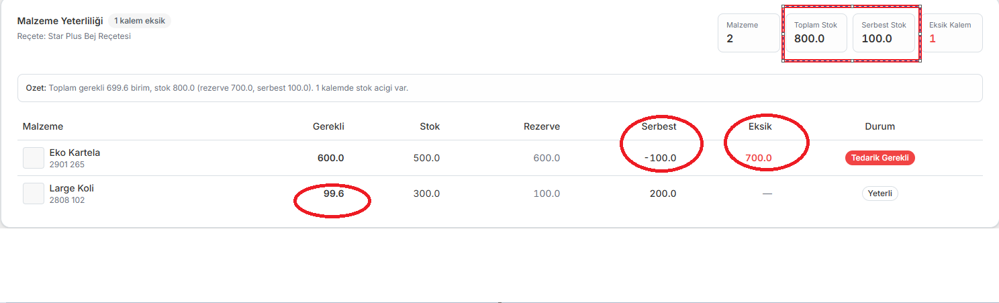 Malzeme Yeterliliği 1 kalem eksik
Reçete: Star Plus Bej Reçetesi
Malzeme Toplam Stok Serbest Stok Eksik Kalem
2 800.0 100.0 1
Ozet: Toplam gerekli 699.6 birim, stok 800.0 (rezerve 700.0, serbest 100.0). 1 kalemde stok acigi var.
Malzeme Gerekli Stok Rezerve Serbest Eksik Durum
Eko Kartela 600.0 500.0 600.0 -100.0 700.0 Tedarik Gerekli
2901 265
Large Koli 99.6 300.0 100.0 200.0 — Yeterli
2808 102